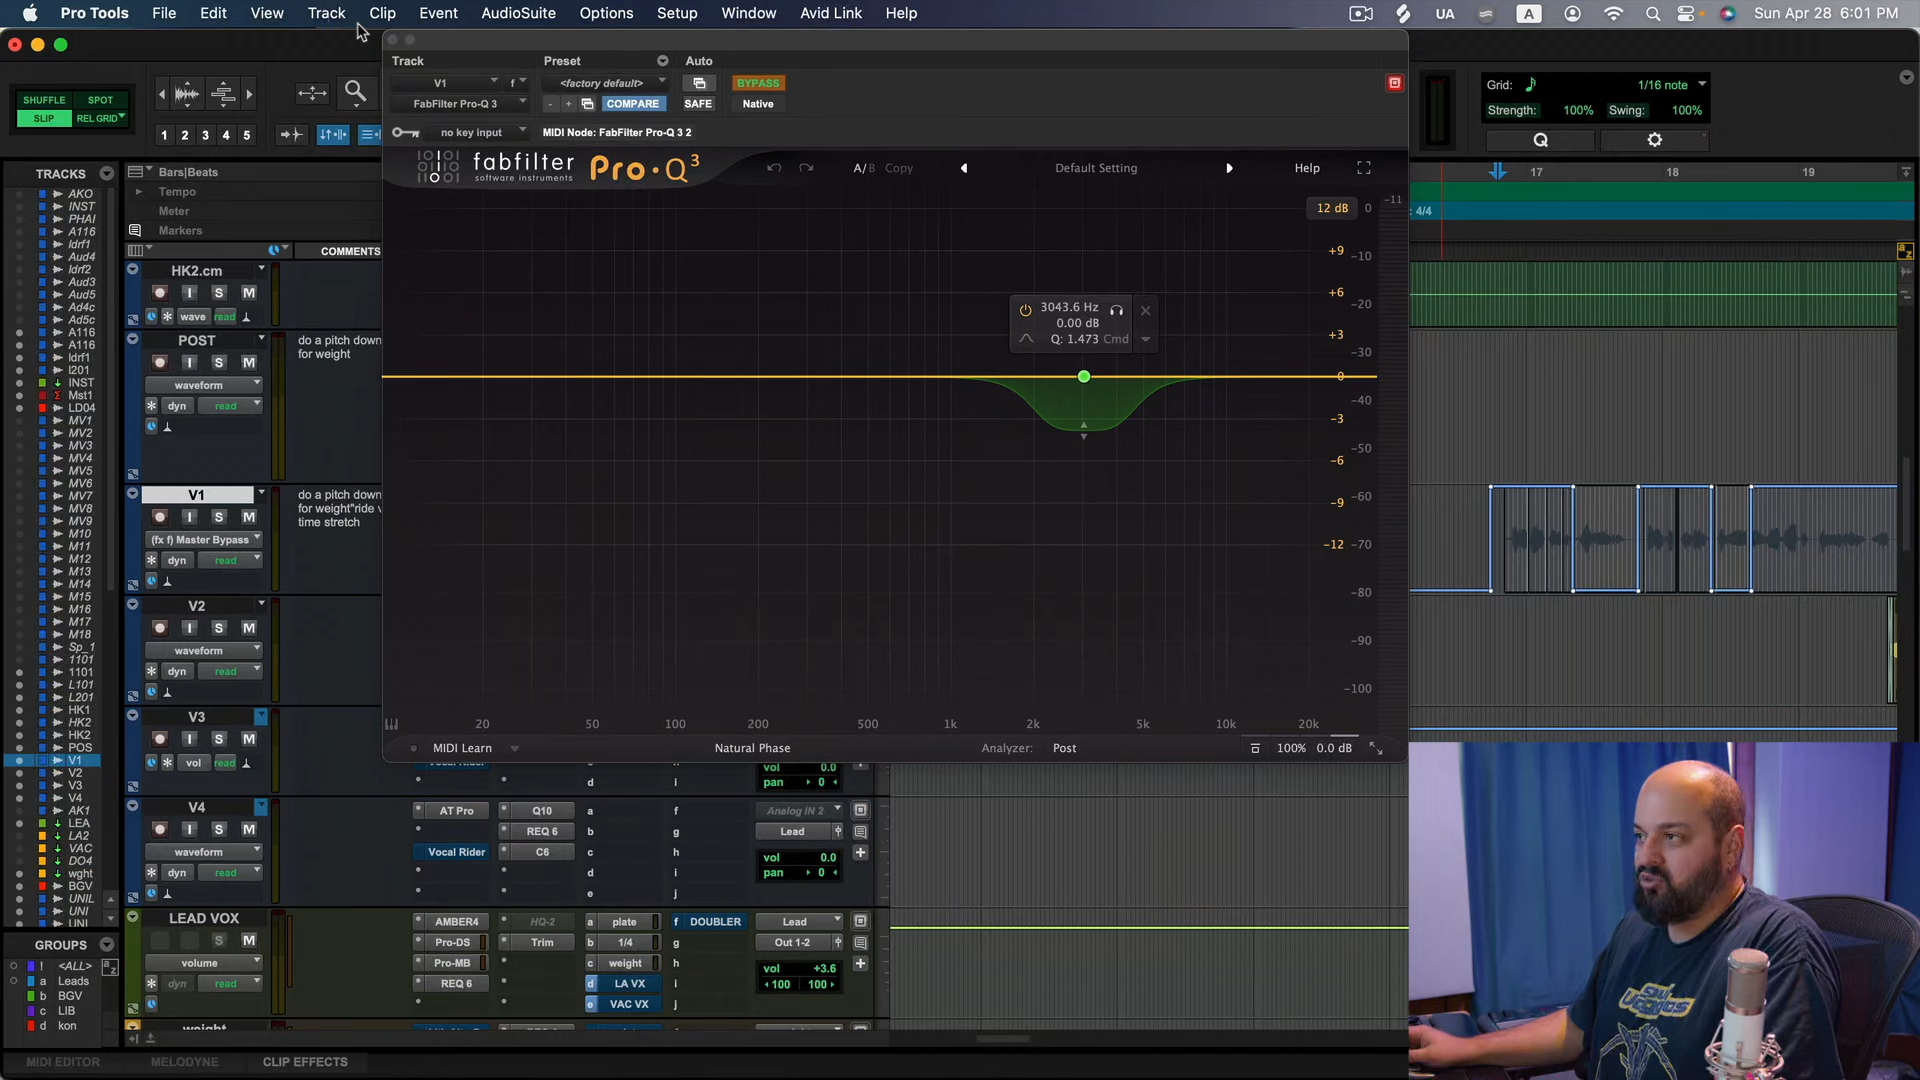 Pro Tools File Edit View Track Clip Event AudioSuite Options Setup Window Avid Link Help UA A Sun Apr 28 6:01 PM
Track Preset Auto
V1 f <factory default> BYPASS
FabFilter Pro-Q 3 - + COMPARE SAFE Native
no key input MIDI Node: FabFilter Pro-Q 3 2
SHUFFLE SPOT
SLIP REL GRID
1 2 3 4 5
Grid: 1/16 note
Strength: 100% Swing: 100%
Q
fabfilter
software instruments
Pro·Q3
A/B Copy Default Setting Help
12 dB 0 -11
+9 -10
+6 -20
+3 -30
0 -40
-3 -50
-6
-9 -60
-12 -70
-80
-90
-100
3043.6 Hz
0.00 dB
Q: 1.473 Cmd
20 50 100 200 500 1k 2k 5k 10k 20k
MIDI Learn Natural Phase Analyzer: Post 100% 0.0 dB
17 18 19
: 4/4
TRACKS
AKO
INST
PHAI
A116
Idrf1
Aud4
Idrf2
Aud3
Aud5
Ad4c
Ad5c
A116
A116
Idrf1
I201
INST
Mst1
LD04
MV1
MV2
MV3
MV4
MV5
MV6
MV7
MV8
MV9
M10
M11
M12
M13
M14
M15
M16
M17
M18
Sp_1
1101
1101
L101
L201
HK1
HK2
HK2
POS
V1
V2
V3
V4
AK1
LEA
LA2
VAC
DO4
wght
BGV
UNIL
UNI
UNI
GROUPS
! <ALL>
a Leads
b BGV
c LIB
d kon
Bars|Beats
Tempo
Meter
Markers
COMMENTS
HK2.cm
I S M
wave read
POST
I S M
waveform
dyn read
do a pitch down
for weight
V1
I S M
(fx f) Master Bypass
dyn read
do a pitch down
for weight"ride v
time stretch
V2
I S M
waveform
dyn read
V3
I S M
vol read
Vocal Rider d i vol 0.0
pan 0
V4
I S M
waveform
dyn read
AT Pro Q10 a f Analog IN 2
REQ 6 b g Lead
Vocal Rider C6 c h vol 0.0
d i pan 0
e j
LEAD VOX
S M
volume
dyn read
AMBER4 HQ-2 a plate f DOUBLER Lead
Pro-DS Trim b 1/4 g Out 1-2
Pro-MB c weight h vol +3.6
REQ 6 d LA VX i 100 100
e VAC VX j
weight
MIDI EDITOR MELODYNE CLIP EFFECTS